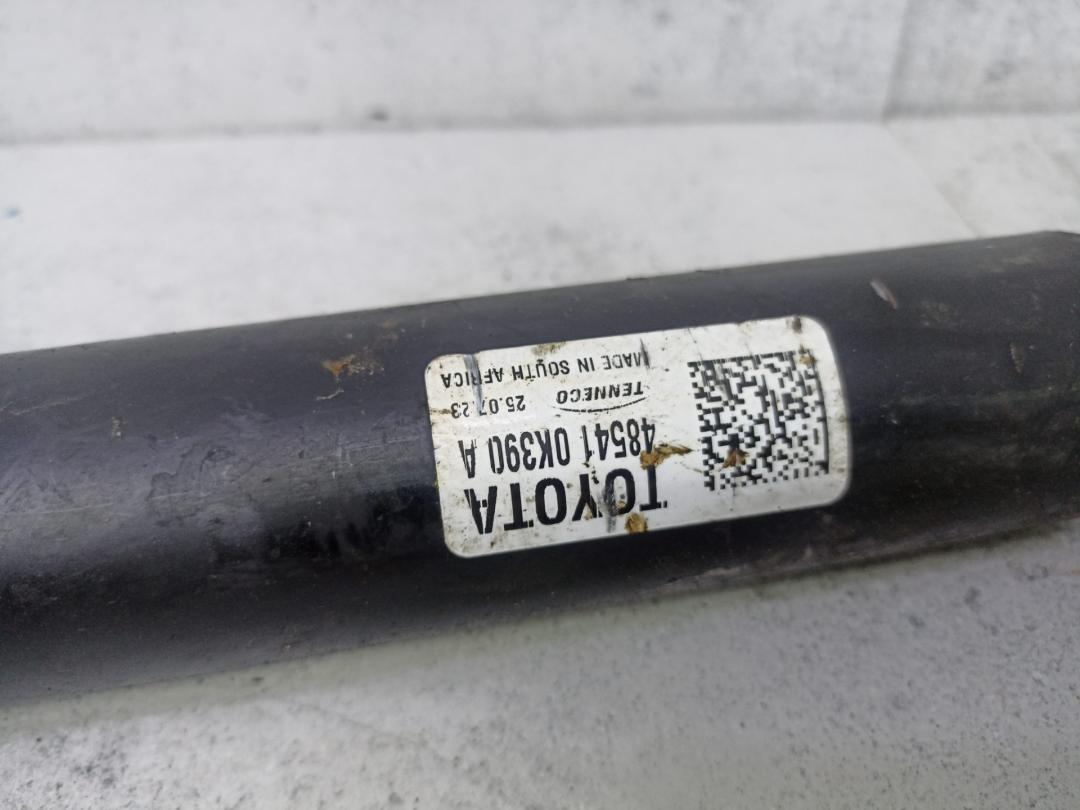 TOYOTA
48541 0K390 A
TENNECO 25.07.23
MADE IN SOUTH AFRICA